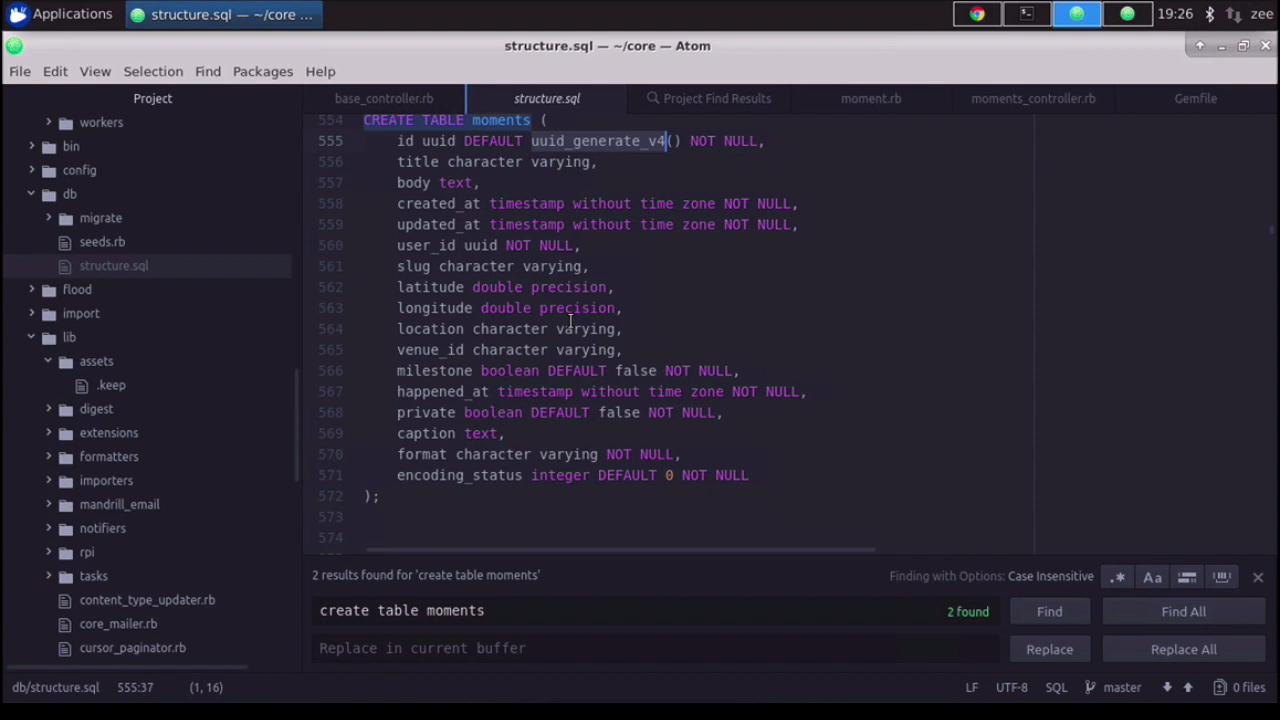 Applications
structure.sql — ~/core ...
19:26
zee
structure.sql — ~/core — Atom
File Edit View Selection Find Packages Help
Project
base_controller.rb
structure.sql
Project Find Results
moment.rb
moments_controller.rb
Gemfile
workers
bin
config
db
migrate
seeds.rb
structure.sql
flood
import
lib
assets
.keep
digest
extensions
formatters
importers
mandrill_email
notifiers
rpi
tasks
content_type_updater.rb
core_mailer.rb
cursor_paginator.rb
554 CREATE TABLE moments (
555 id uuid DEFAULT uuid_generate_v4() NOT NULL,
556 title character varying,
557 body text,
558 created_at timestamp without time zone NOT NULL,
559 updated_at timestamp without time zone NOT NULL,
560 user_id uuid NOT NULL,
561 slug character varying,
562 latitude double precision,
563 longitude double precision,
564 location character varying,
565 venue_id character varying,
566 milestone boolean DEFAULT false NOT NULL,
567 happened_at timestamp without time zone NOT NULL,
568 private boolean DEFAULT false NOT NULL,
569 caption text,
570 format character varying NOT NULL,
571 encoding_status integer DEFAULT 0 NOT NULL
572 );
573
574
2 results found for 'create table moments'
Finding with Options: Case Insensitive
.* Aa
create table moments
2 found
Find
Find All
Replace in current buffer
Replace
Replace All
db/structure.sql 555:37 (1, 16)
LF UTF-8 SQL master 0 files